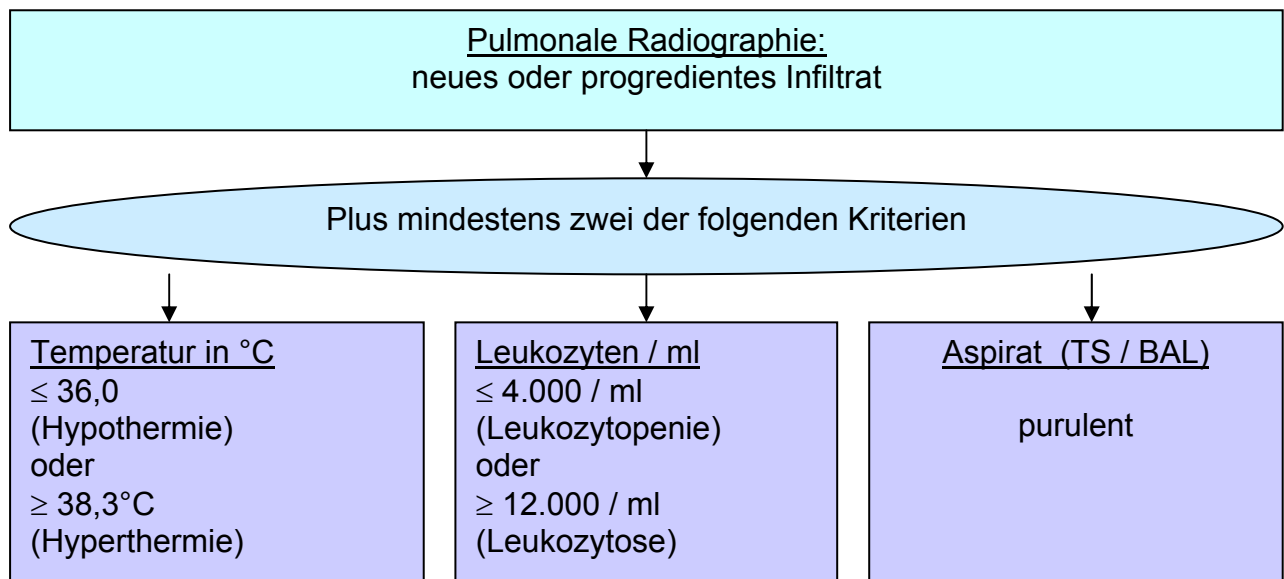 Pulmonale Radiographie:
neues oder progredientes Infiltrat
Plus mindestens zwei der folgenden Kriterien
Temperatur in °C
≤ 36,0
(Hypothermie)
oder
≥ 38,3°C
(Hyperthermie)
Leukozyten / ml
≤ 4.000 / ml
(Leukozytopenie)
oder
≥ 12.000 / ml
(Leukozytose)
Aspirat (TS / BAL)
purulent